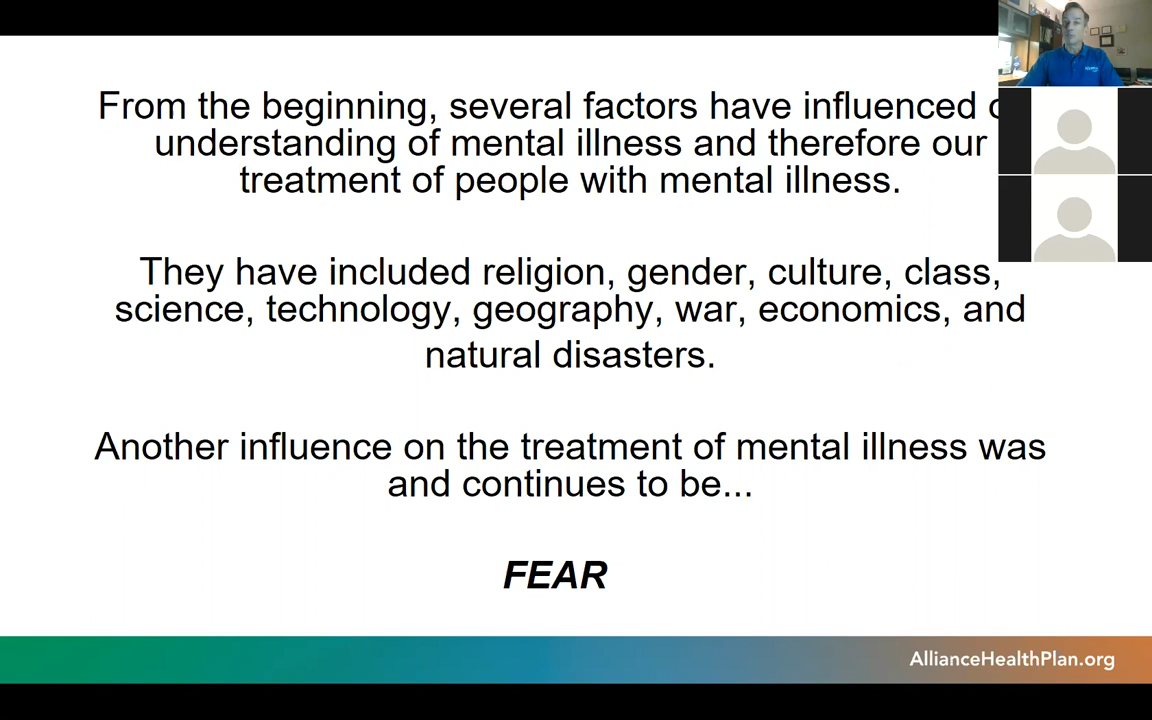 From the beginning, several factors have influenced
understanding of mental illness and therefore our
treatment of people with mental illness.
They have included religion, gender, culture, class,
science, technology, geography, war, economics, and
natural disasters.
Another influence on the treatment of mental illness was
and continues to be...
FEAR
AllianceHealthPlan.org